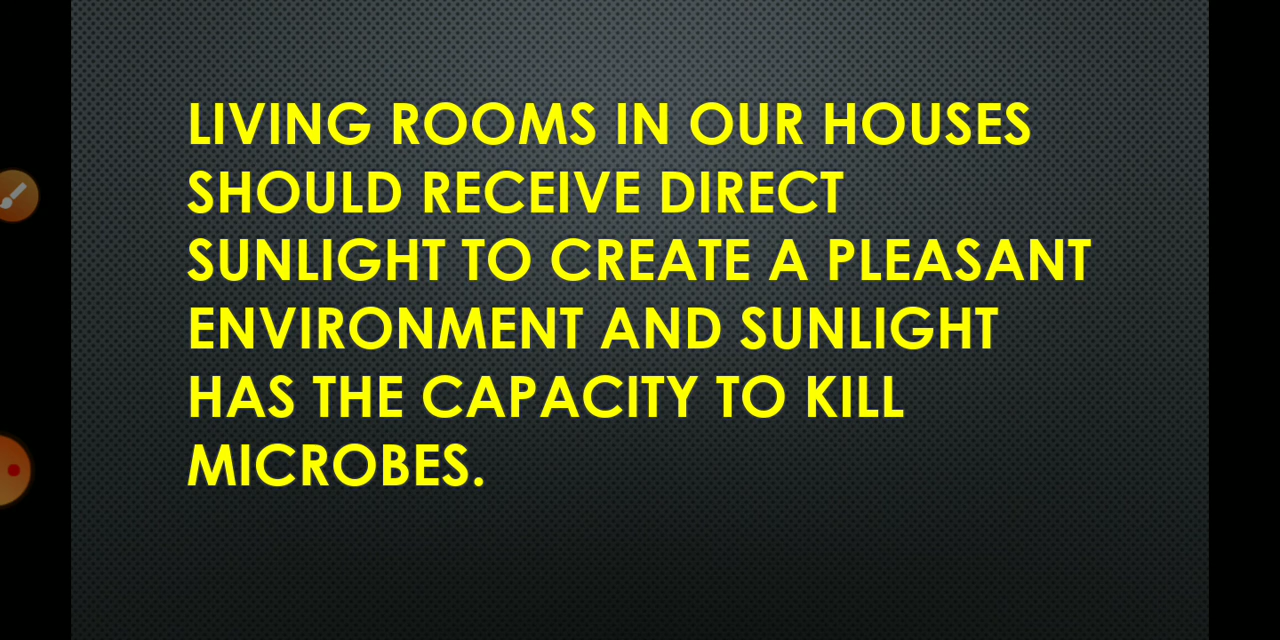 LIVING ROOMS IN OUR HOUSES
SHOULD RECEIVE DIRECT
SUNLIGHT TO CREATE A PLEASANT
ENVIRONMENT AND SUNLIGHT
HAS THE CAPACITY TO KILL
MICROBES.